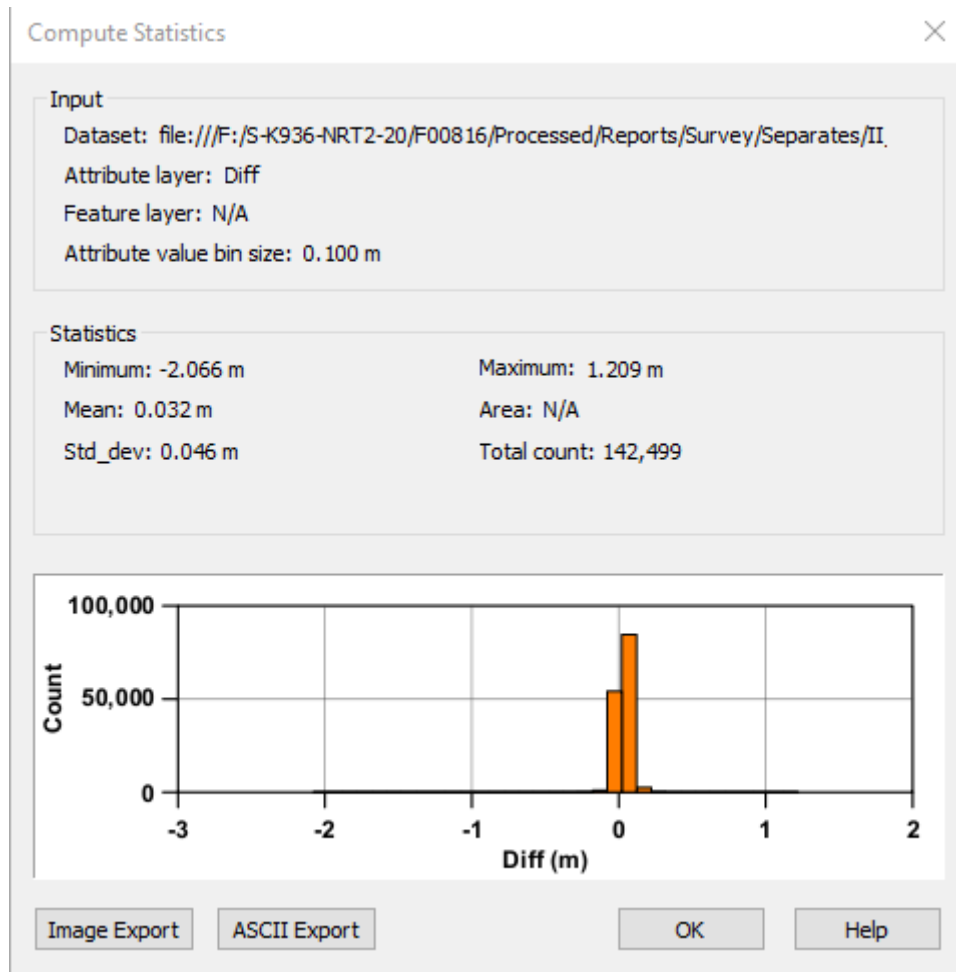 Compute Statistics
Input
Dataset: file:///F:/S-K936-NRT2-20/F00816/Processed/Reports/Survey/Separates/II_
Attribute layer: Diff
Feature layer: N/A
Attribute value bin size: 0.100 m
Statistics
Minimum: -2.066 m Maximum: 1.209 m
Mean: 0.032 m Area: N/A
Std_dev: 0.046 m Total count: 142,499
100,000
50,000
0
Count
-3 -2 -1 0 1 2
Diff (m)
Image Export ASCII Export OK Help